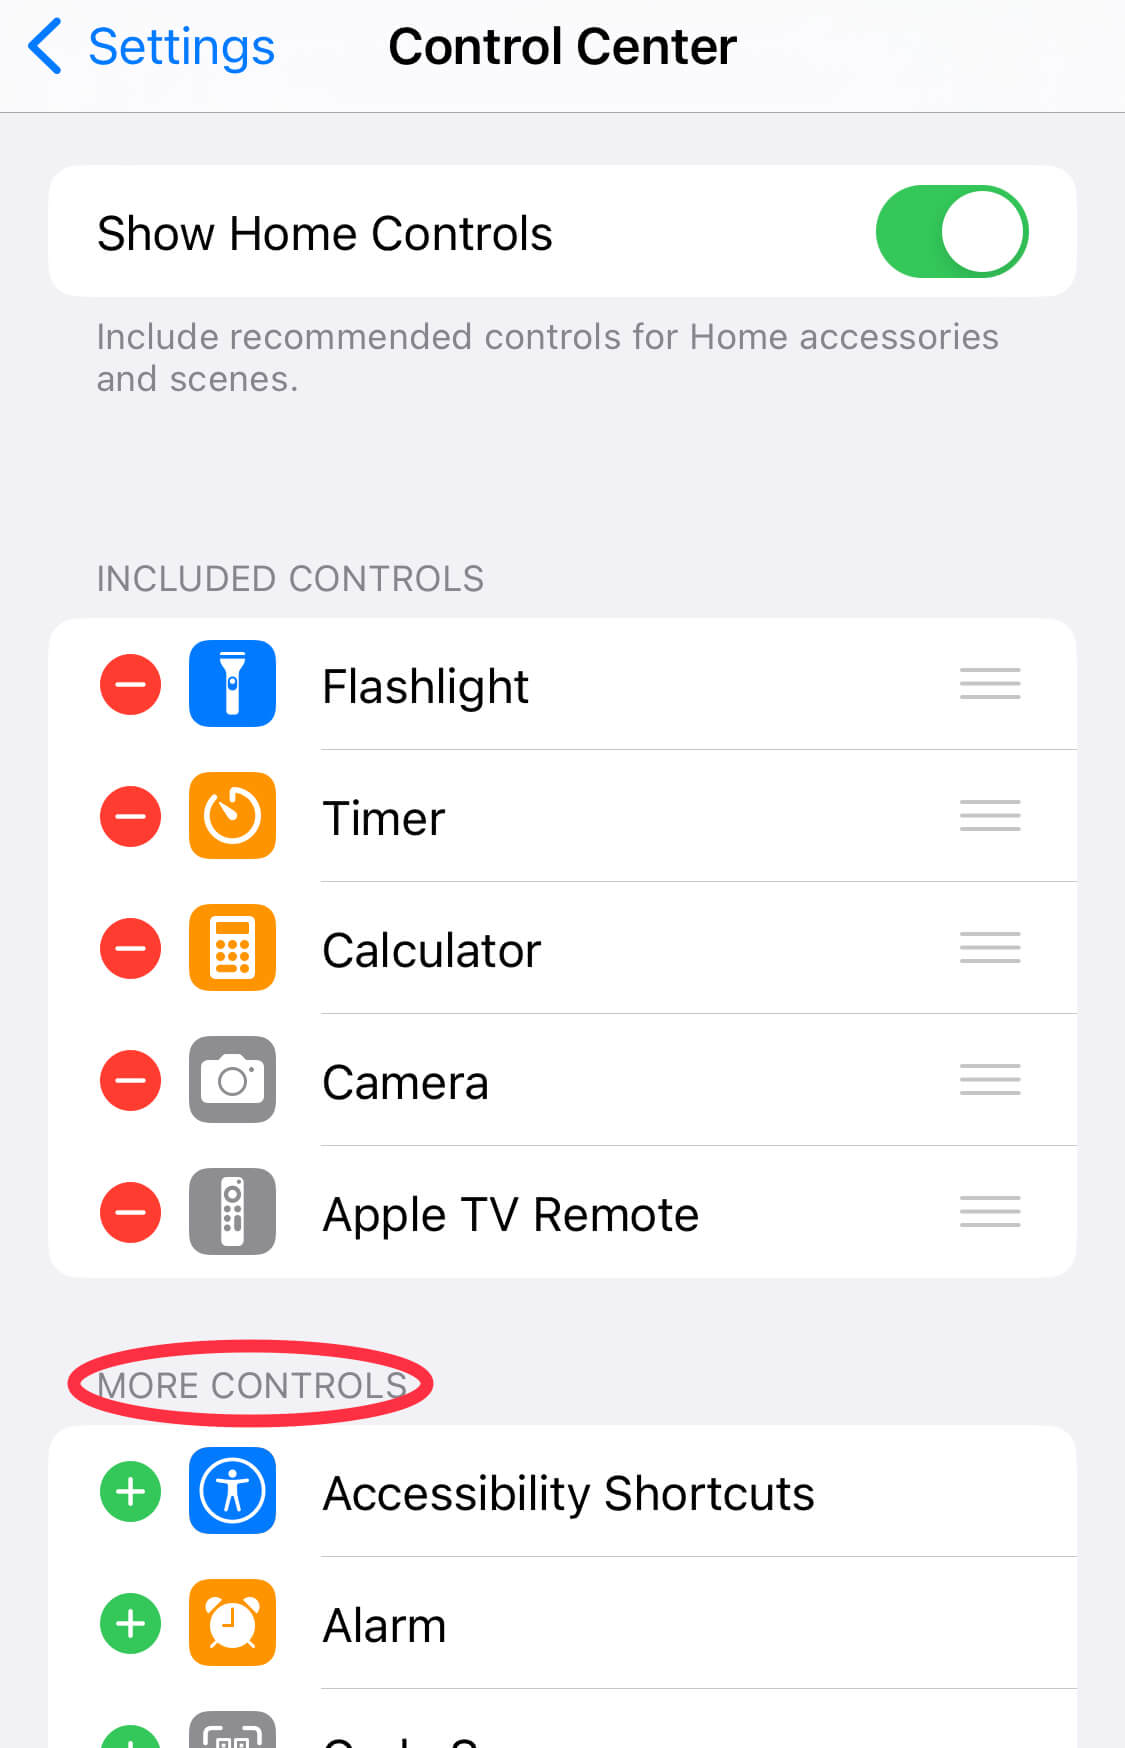 Settings
Control Center
Show Home Controls
Include recommended controls for Home accessories
and scenes.
INCLUDED CONTROLS
Flashlight
Timer
Calculator
Camera
Apple TV Remote
MORE CONTROLS
Accessibility Shortcuts
Alarm